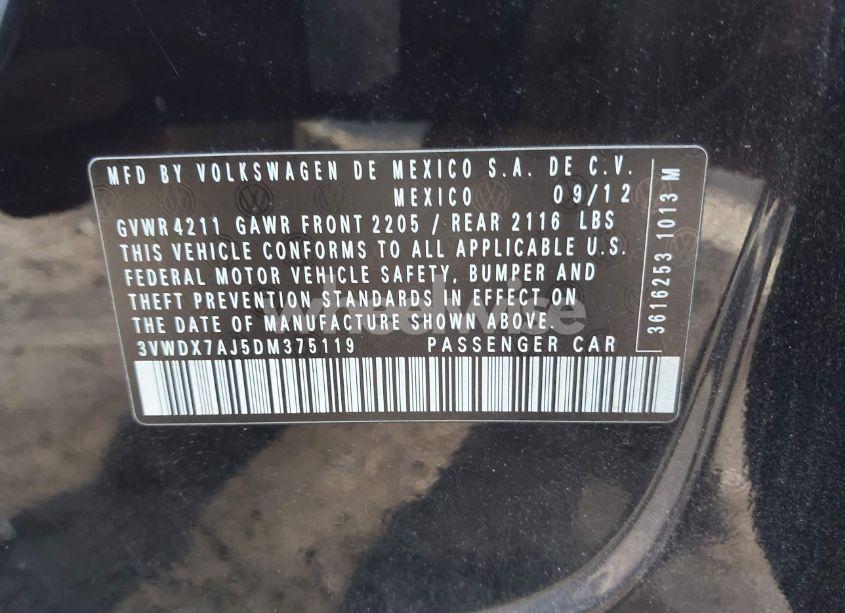 MFD BY VOLKSWAGEN DE MEXICO S.A. DE C.V.
MEXICO 09/12
GVWR 4211 GAWR FRONT 2205 / REAR 2116 LBS
THIS VEHICLE CONFORMS TO ALL APPLICABLE U.S.
FEDERAL MOTOR VEHICLE SAFETY, BUMPER AND
THEFT PREVENTION STANDARDS IN EFFECT ON
THE DATE OF MANUFACTURE SHOWN ABOVE.
3VWDX7AJ5DM375119 PASSENGER CAR
3616253 1013 M
wheelwise